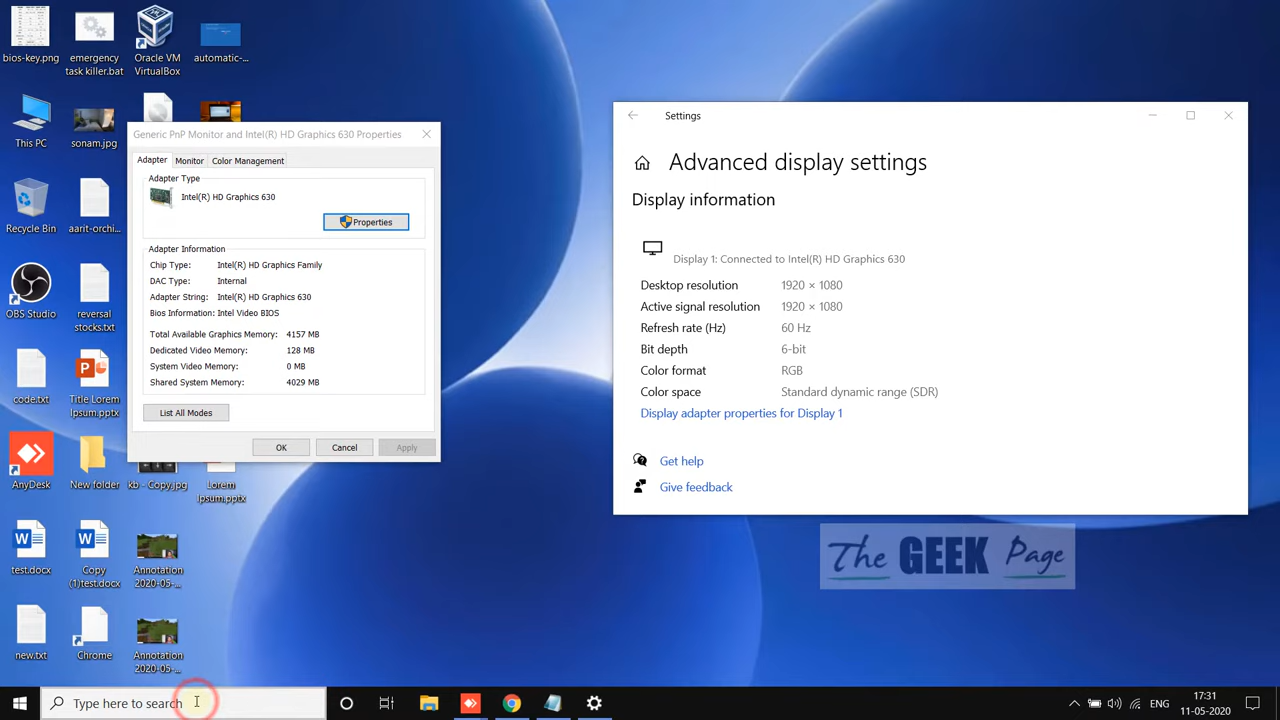 bios-key.png
emergency
task killer.bat
Oracle VM
VirtualBox
automatic-...
This PC
sonam.jpg
Recycle Bin
aarit-orchi...
OBS Studio
reversal
stocks.txt
code.txt
Title Lorem
Ipsum.pptx
AnyDesk
New folder
kb - Copy.jpg
Lorem
Ipsum.pptx
test.docx
Copy
(1)test.docx
Annotation
2020-05-...
new.txt
Chrome
Annotation
2020-05-...
Generic PnP Monitor and Intel(R) HD Graphics 630 Properties
Adapter
Monitor
Color Management
Adapter Type
Intel(R) HD Graphics 630
Properties
Adapter Information
Chip Type: Intel(R) HD Graphics Family
DAC Type: Internal
Adapter String: Intel(R) HD Graphics 630
Bios Information: Intel Video BIOS
Total Available Graphics Memory: 4157 MB
Dedicated Video Memory: 128 MB
System Video Memory: 0 MB
Shared System Memory: 4029 MB
List All Modes
OK
Cancel
Apply
Settings
Advanced display settings
Display information
Display 1: Connected to Intel(R) HD Graphics 630
Desktop resolution 1920 × 1080
Active signal resolution 1920 × 1080
Refresh rate (Hz) 60 Hz
Bit depth 6-bit
Color format RGB
Color space Standard dynamic range (SDR)
Display adapter properties for Display 1
Get help
Give feedback
The GEEK Page
Type here to search
ENG
17:31
11-05-2020